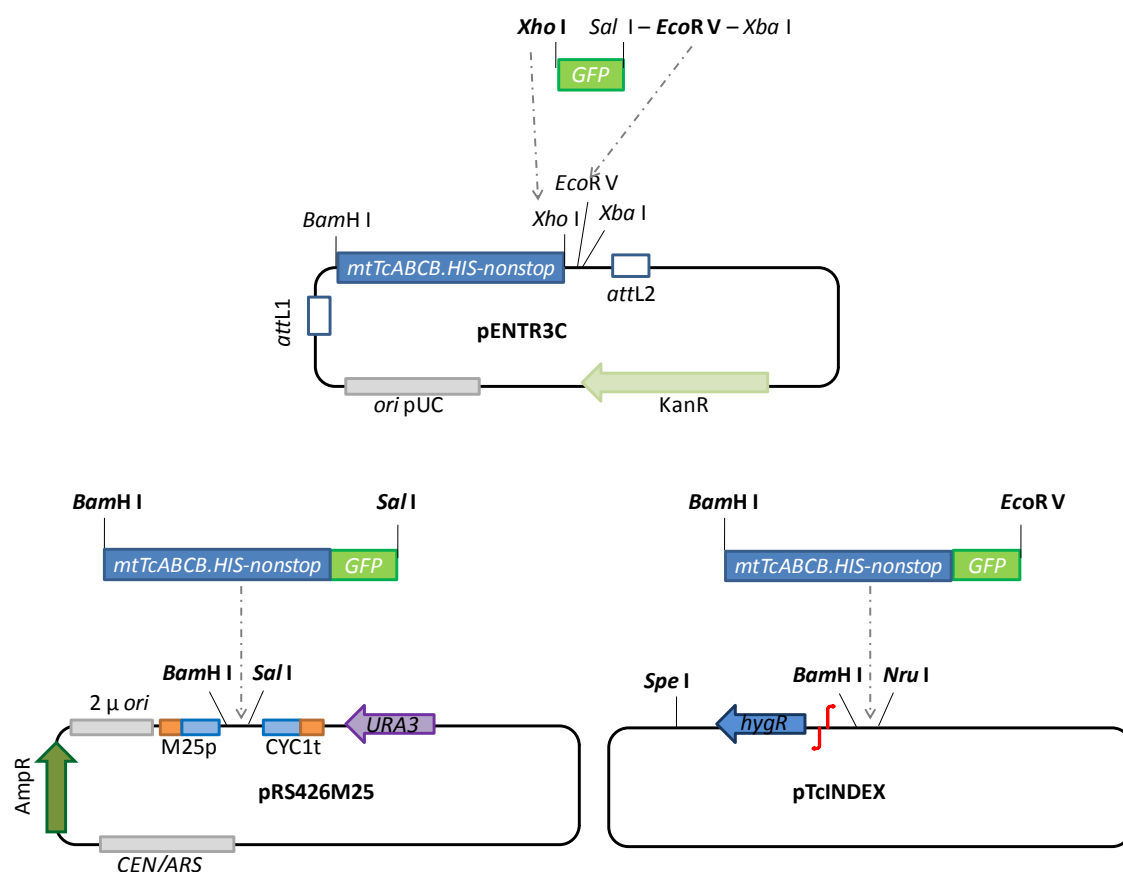 Xho I Sal I – EcoR V – Xba I
GFP
EcoR V
BamH I Xho I Xba I
mtTcABCB.HIS-nonstop
attL1 attL2
pENTR3C
ori pUC KanR
BamH I Sal I
mtTcABCB.HIS-nonstop GFP
BamH I Sal I
2 μ ori
URA3
M25p CYC1t
AmpR
pRS426M25
CEN/ARS
BamH I EcoR V
mtTcABCB.HIS-nonstop GFP
Spe I BamH I Nru I
hygR
pTcINDEX